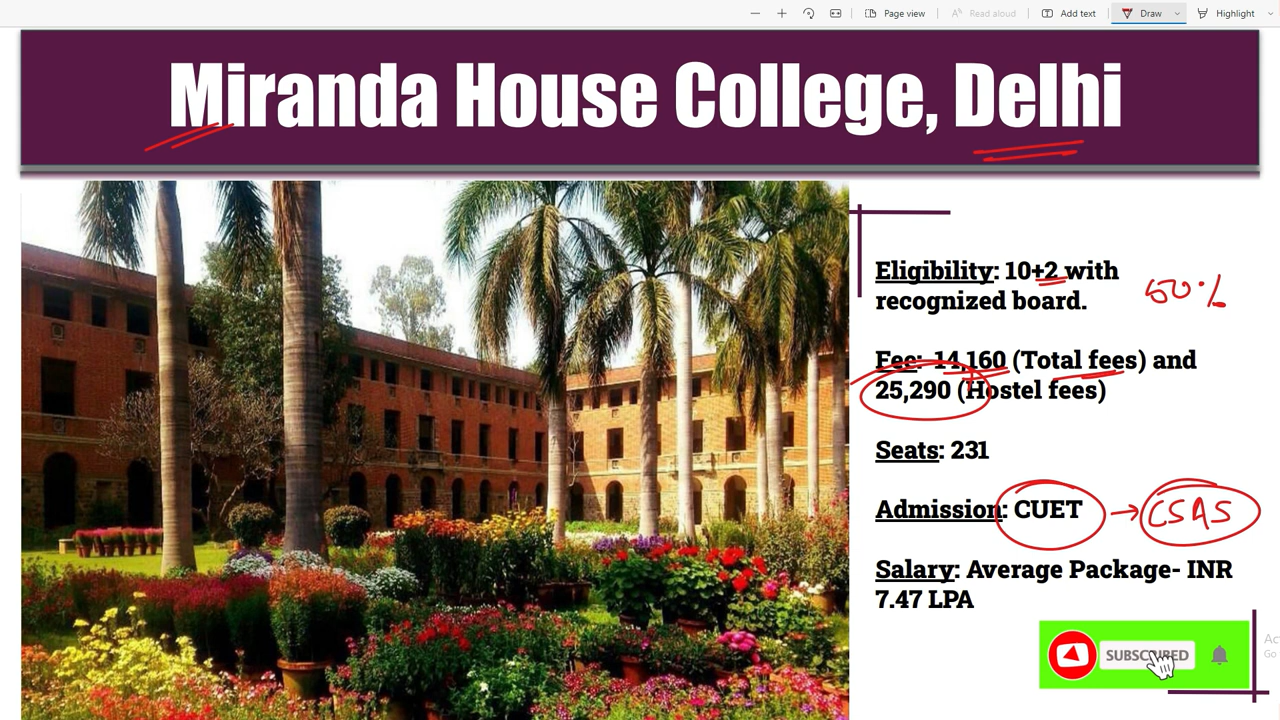 Page view
Read aloud
Add text
Draw
Highlight
Miranda House College, Delhi
Eligibility: 10+2 with
recognized board.
Fee: 14,160 (Total fees) and
25,290 (Hostel fees)
Seats: 231
Admission: CUET → CSAS
Salary: Average Package- INR
7.47 LPA
SUBSCRIBED
Go